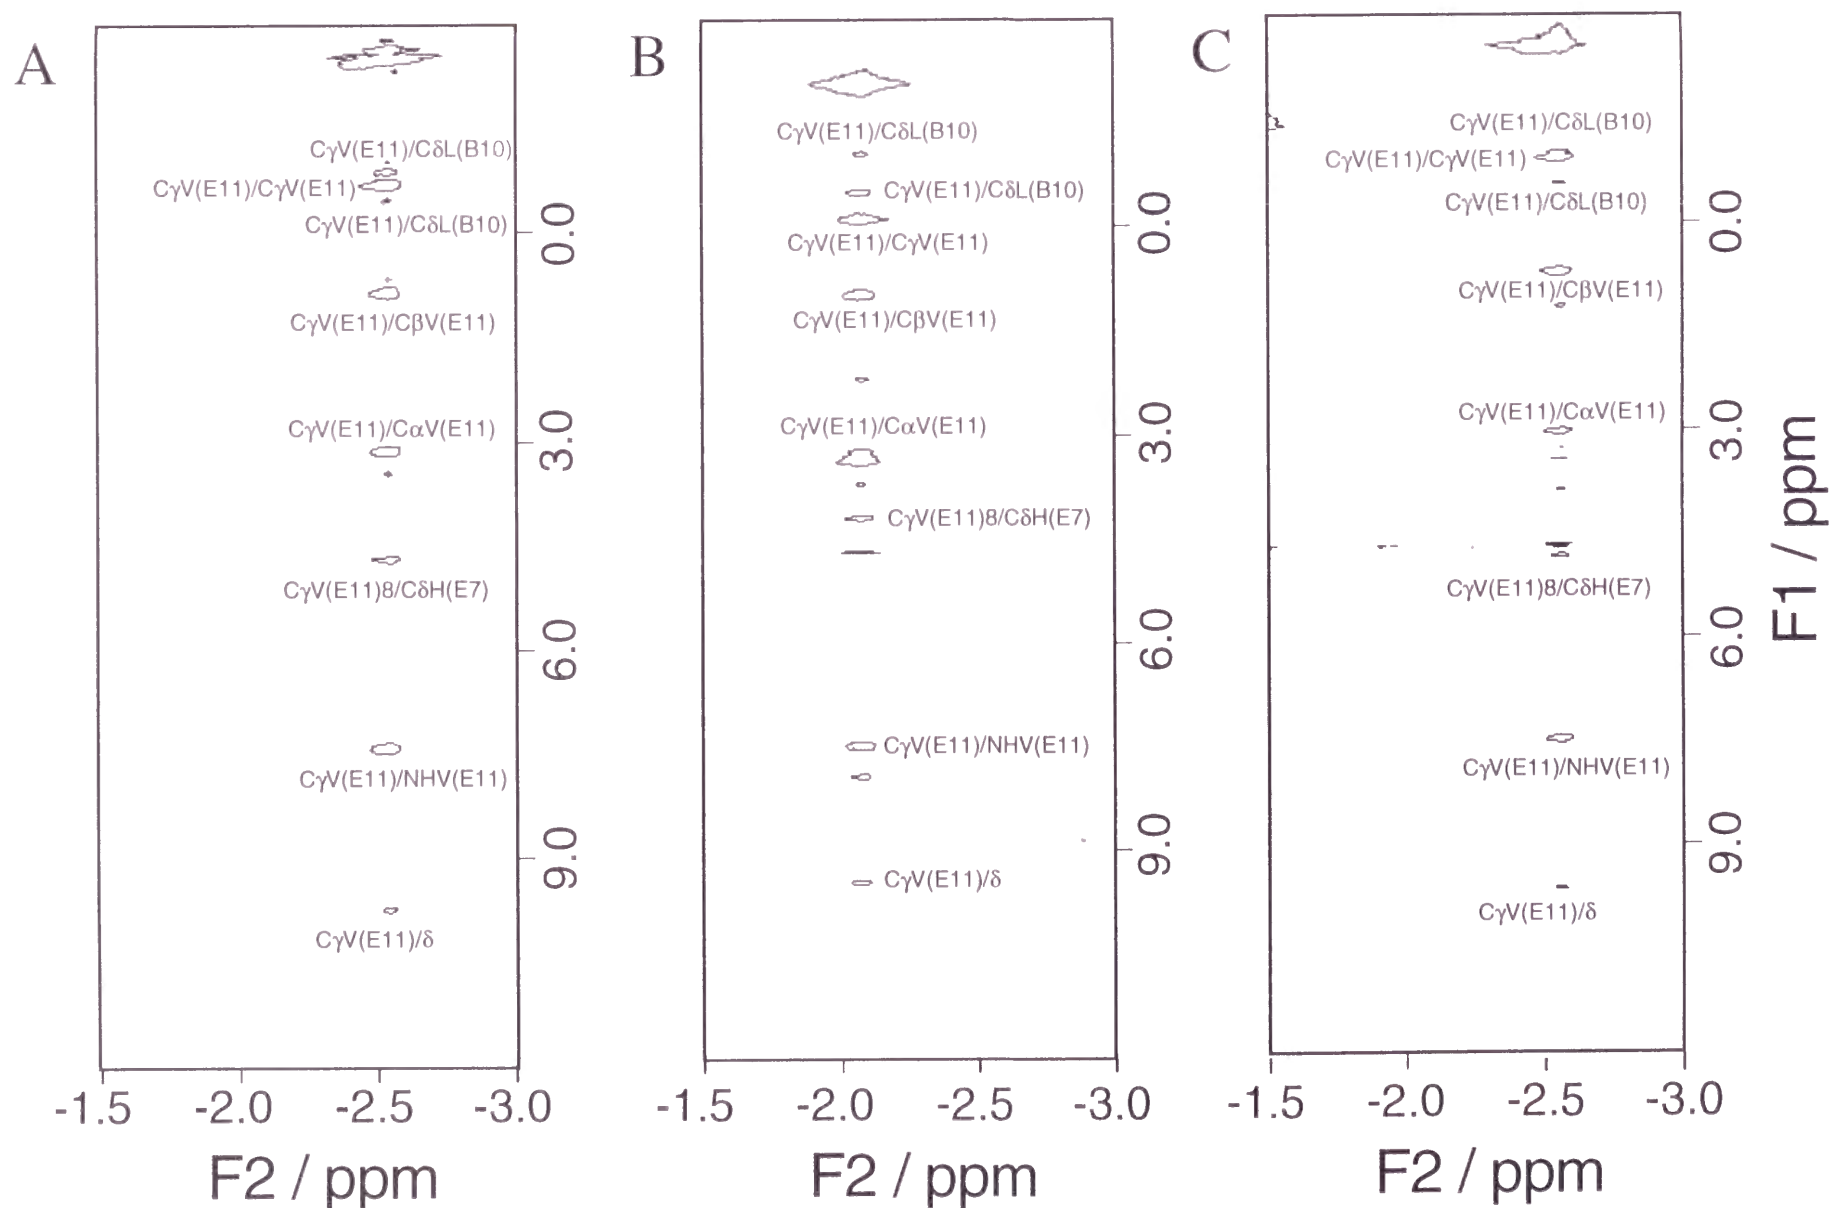 A
CγV(E11)/CδL(B10)
CγV(E11)/CγV(E11)
CγV(E11)/CδL(B10)
CγV(E11)/CβV(E11)
CγV(E11)/CαV(E11)
CγV(E11)8/CδH(E7)
CγV(E11)/NHV(E11)
CγV(E11)/δ
0.0
3.0
6.0
9.0
-1.5 -2.0 -2.5 -3.0
F2 / ppm
B
CγV(E11)/CδL(B10)
CγV(E11)/CδL(B10)
CγV(E11)/CγV(E11)
CγV(E11)/CβV(E11)
CγV(E11)/CαV(E11)
CγV(E11)8/CδH(E7)
CγV(E11)/NHV(E11)
CγV(E11)/δ
0.0
3.0
6.0
9.0
-1.5 -2.0 -2.5 -3.0
F2 / ppm
C
CγV(E11)/CδL(B10)
CγV(E11)/CγV(E11)
CγV(E11)/CδL(B10)
CγV(E11)/CβV(E11)
CγV(E11)/CαV(E11)
CγV(E11)8/CδH(E7)
CγV(E11)/NHV(E11)
CγV(E11)/δ
0.0
3.0
6.0
9.0
F1 / ppm
-1.5 -2.0 -2.5 -3.0
F2 / ppm